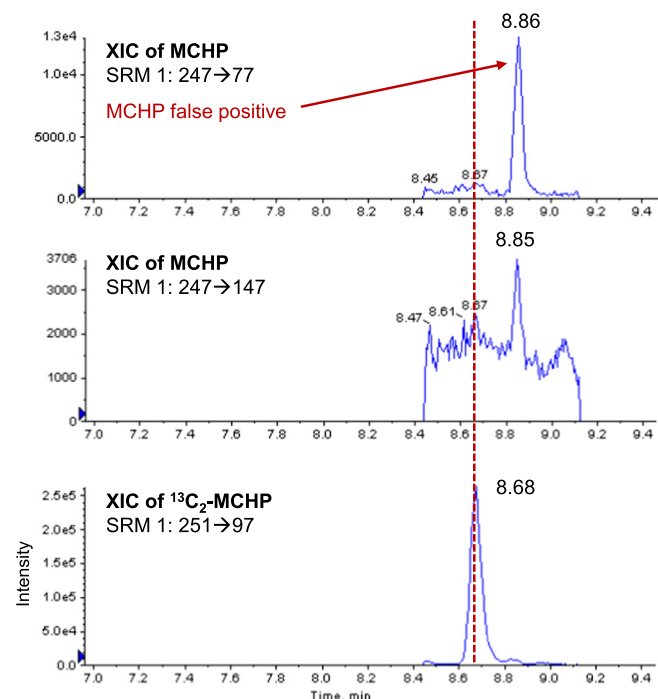 8.86
1.3e4
XIC of MCHP
SRM 1: 247→77
1.0e4
MCHP false positive
5000.0
8.45
8.67
0.0
7.0 7.2 7.4 7.6 7.8 8.0 8.2 8.4 8.6 8.8 9.0 9.2 9.4
8.85
3706
XIC of MCHP
3000
SRM 1: 247→147
8.47 8.61 8.67
2000
1000
0
7.0 7.2 7.4 7.6 7.8 8.0 8.2 8.4 8.6 8.8 9.0 9.2 9.4
2.5e5
XIC of ¹³C₂-MCHP
8.68
SRM 1: 251→97
2.0e5
1.5e5
1.0e5
Intensity
5.0e4
0.0
7.0 7.2 7.4 7.6 7.8 8.0 8.2 8.4 8.6 8.8 9.0 9.2 9.4
Time, min